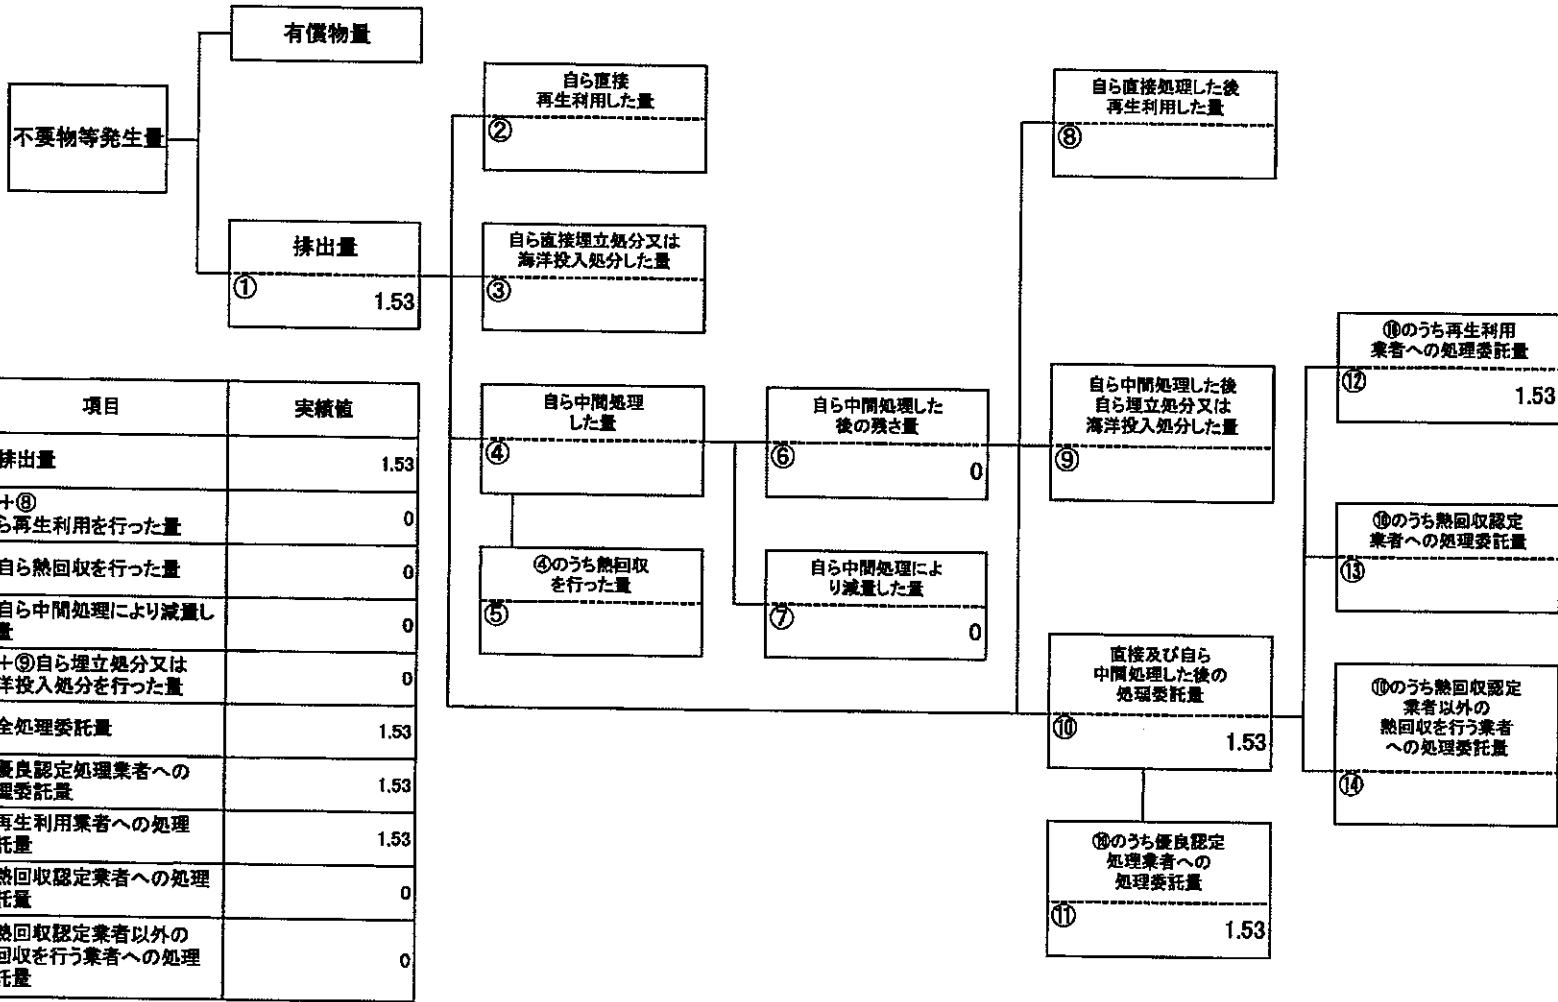 有償物量
不要物等発生量
排出量
①
1.53
自ら直接
再生利用した量
②
自ら直接埋立処分又は
海洋投入処分した量
③
自ら中間処理
した量
④
④のうち熱回収
を行った量
⑤
自ら中間処理した
後の残さ量
⑥
0
自ら中間処理によ
り減量した量
⑦
0
自ら直接処理した後
再生利用した量
⑧
自ら中間処理した後
自ら埋立処分又は
海洋投入処分した量
⑨
直接及び自ら
中間処理した後の
処理委託量
⑩
1.53
⑩のうち優良認定
処理業者への
処理委託量
⑪
1.53
⑩のうち再生利用
業者への処理委託量
⑫
1.53
⑩のうち熱回収認定
業者への処理委託量
⑬
⑩のうち熱回収認定
業者以外の
熱回収を行う業者
への処理委託量
⑭
項目 実績値
排出量 1.53
+⑧
ら再生利用を行った量 0
自ら熱回収を行った量 0
自ら中間処理により減量し
量 0
+⑨自ら埋立処分又は
洋投入処分を行った量 0
全処理委託量 1.53
優良認定処理業者への
理委託量 1.53
再生利用業者への処理
託量 1.53
熱回収認定業者への処理
託量 0
熱回収認定業者以外の
回収を行う業者への処理
託量 0